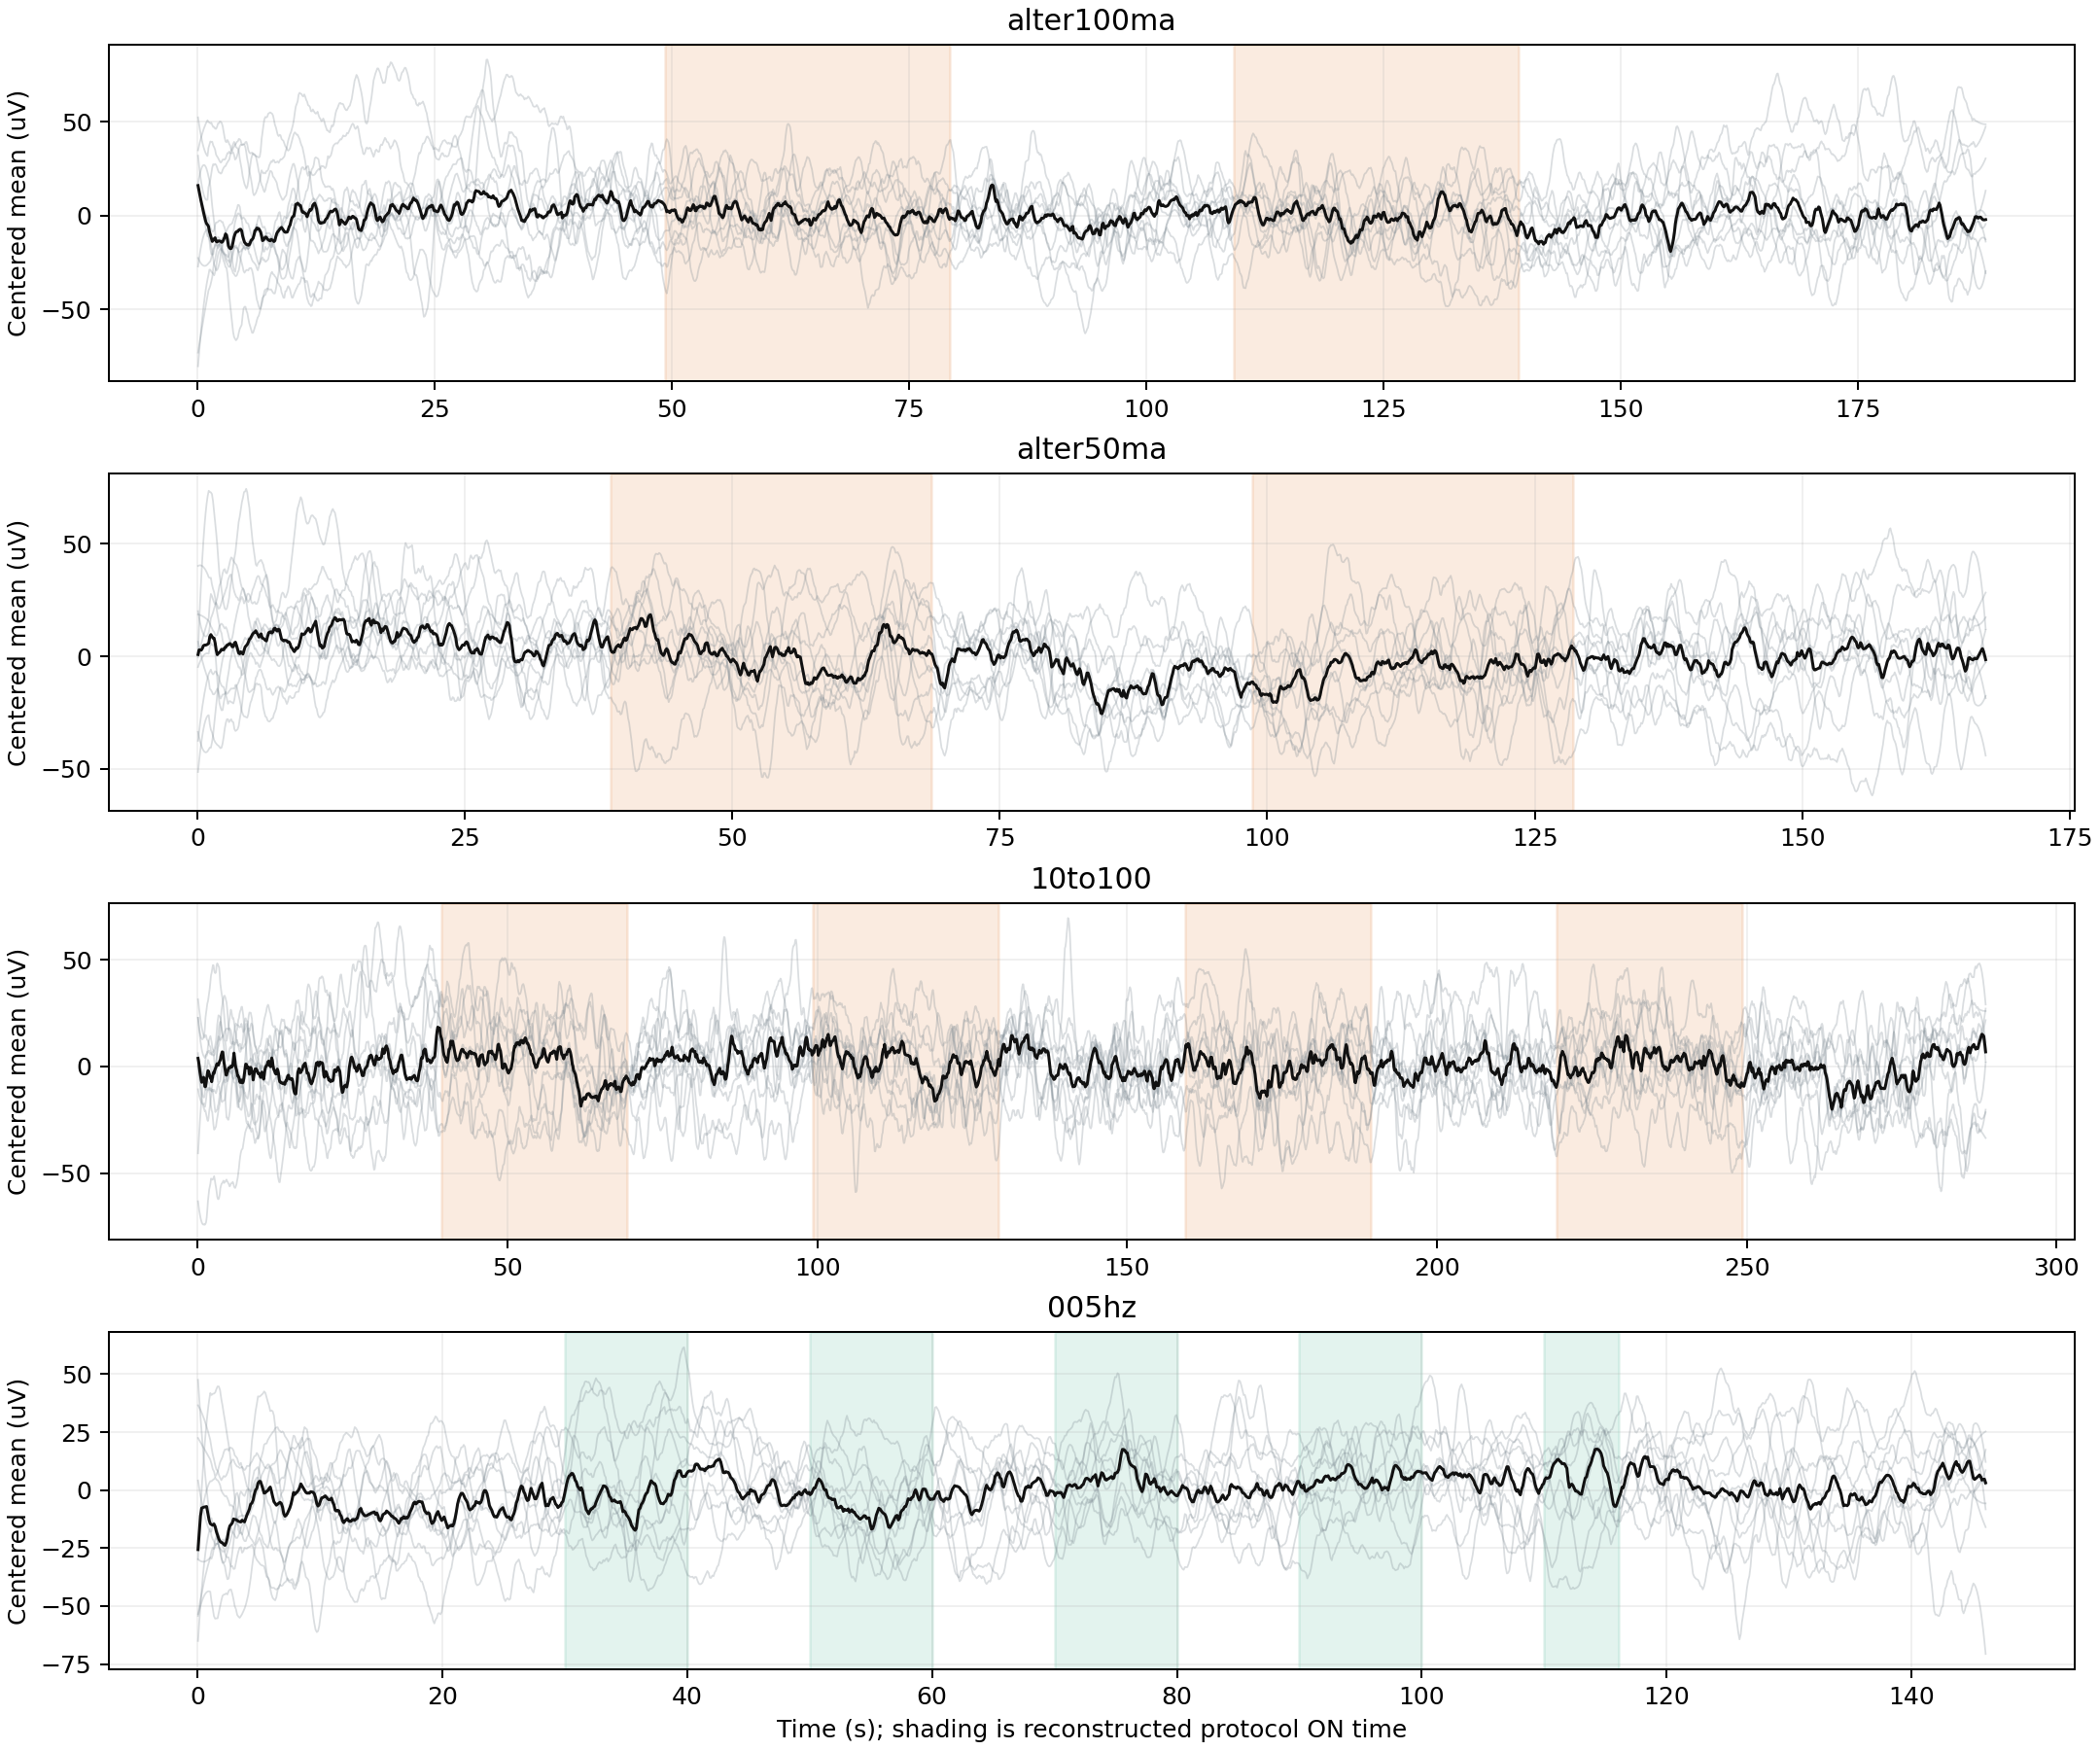 alter100ma
Centered mean (uV)
50
0
−50
0 25 50 75 100 125 150 175
alter50ma
Centered mean (uV)
50
0
−50
0 25 50 75 100 125 150 175
10to100
Centered mean (uV)
50
0
−50
0 50 100 150 200 250 300
005hz
Centered mean (uV)
50
25
0
−25
−50
−75
0 20 40 60 80 100 120 140
Time (s); shading is reconstructed protocol ON time